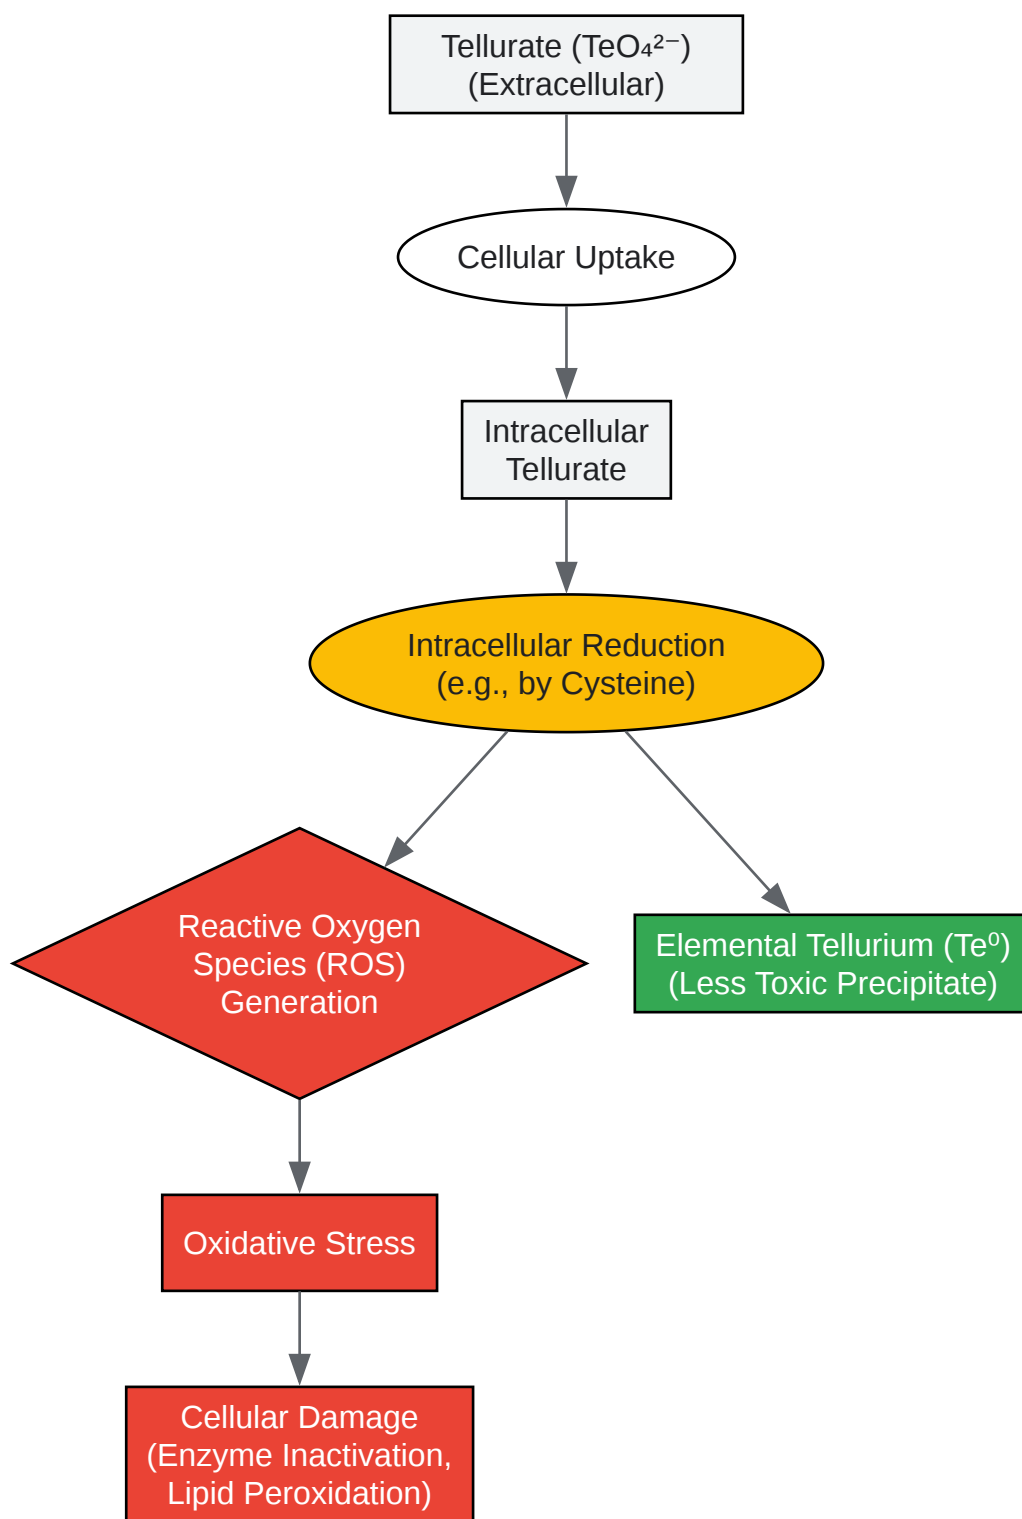 Tellurate (TeO₄²⁻)
(Extracellular)
Cellular Uptake
Intracellular
Tellurate
Intracellular Reduction
(e.g., by Cysteine)
Reactive Oxygen
Species (ROS)
Generation
Elemental Tellurium (Te⁰)
(Less Toxic Precipitate)
Oxidative Stress
Cellular Damage
(Enzyme Inactivation,
Lipid Peroxidation)